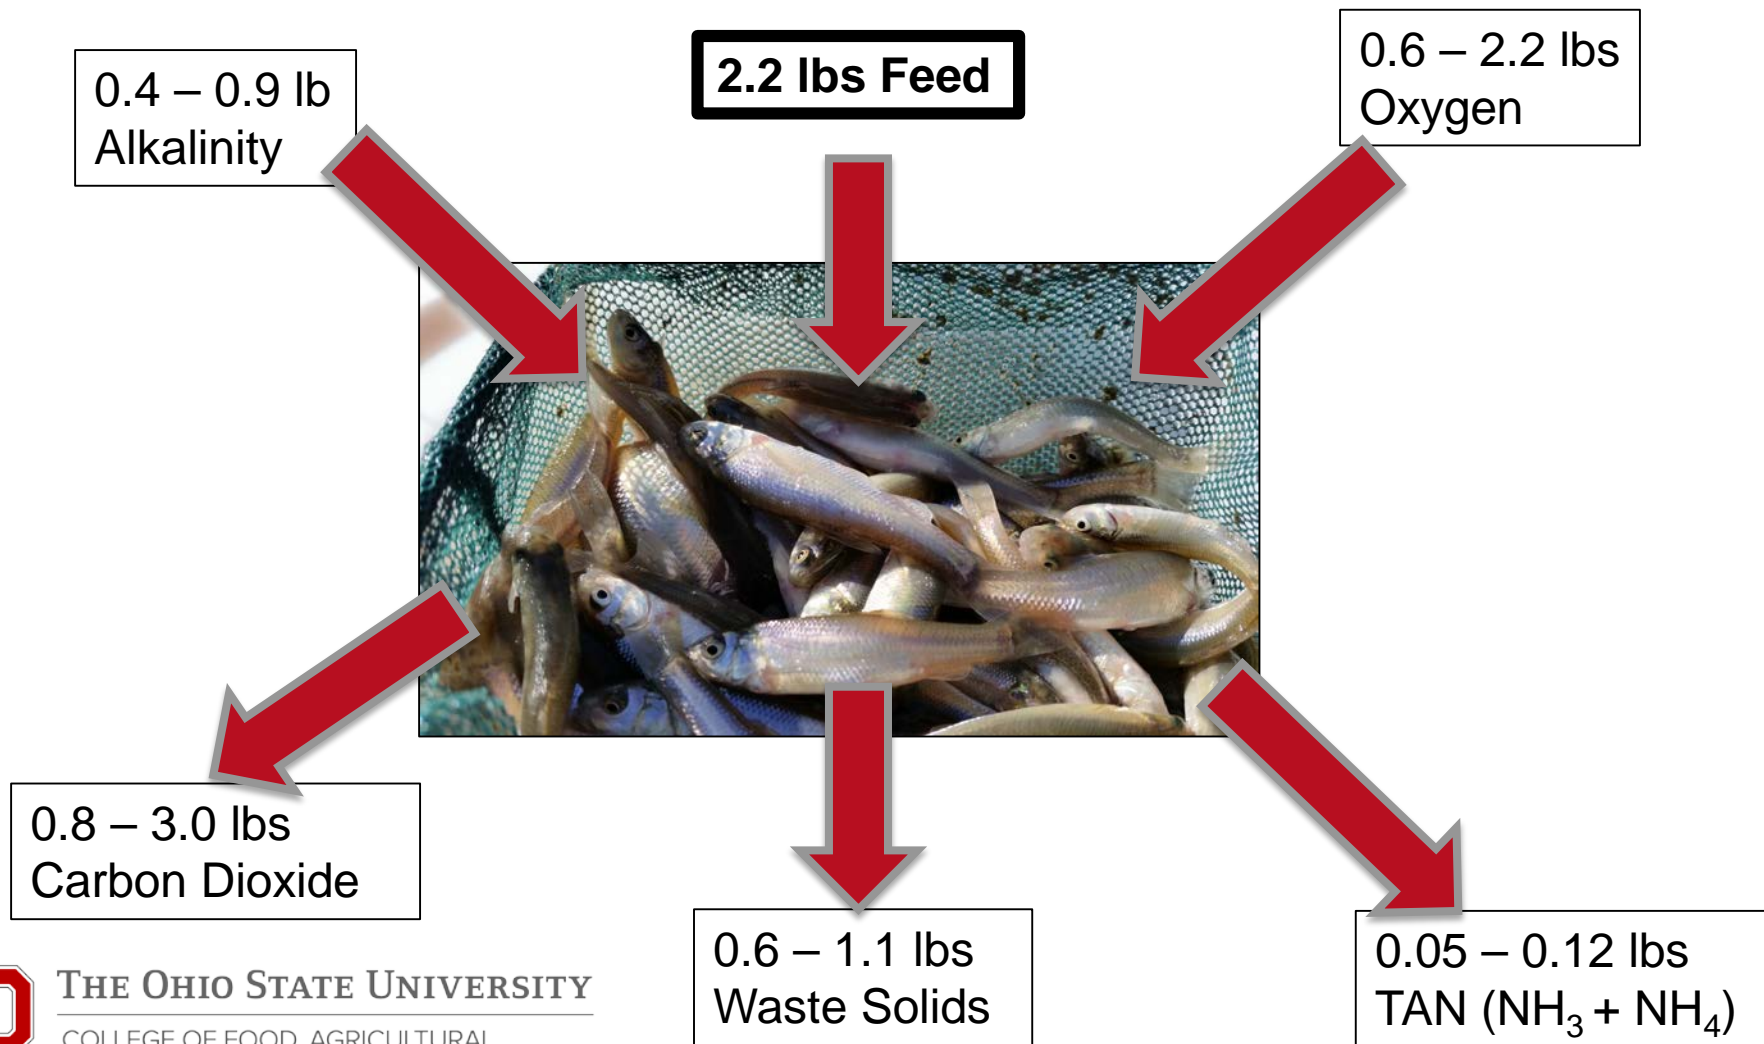 0.4 – 0.9 lb
Alkalinity
2.2 lbs Feed
0.6 – 2.2 lbs
Oxygen
0.8 – 3.0 lbs
Carbon Dioxide
0.6 – 1.1 lbs
Waste Solids
0.05 – 0.12 lbs
TAN (NH₃ + NH₄)
THE OHIO STATE UNIVERSITY
COLLEGE OF FOOD, AGRICULTURAL